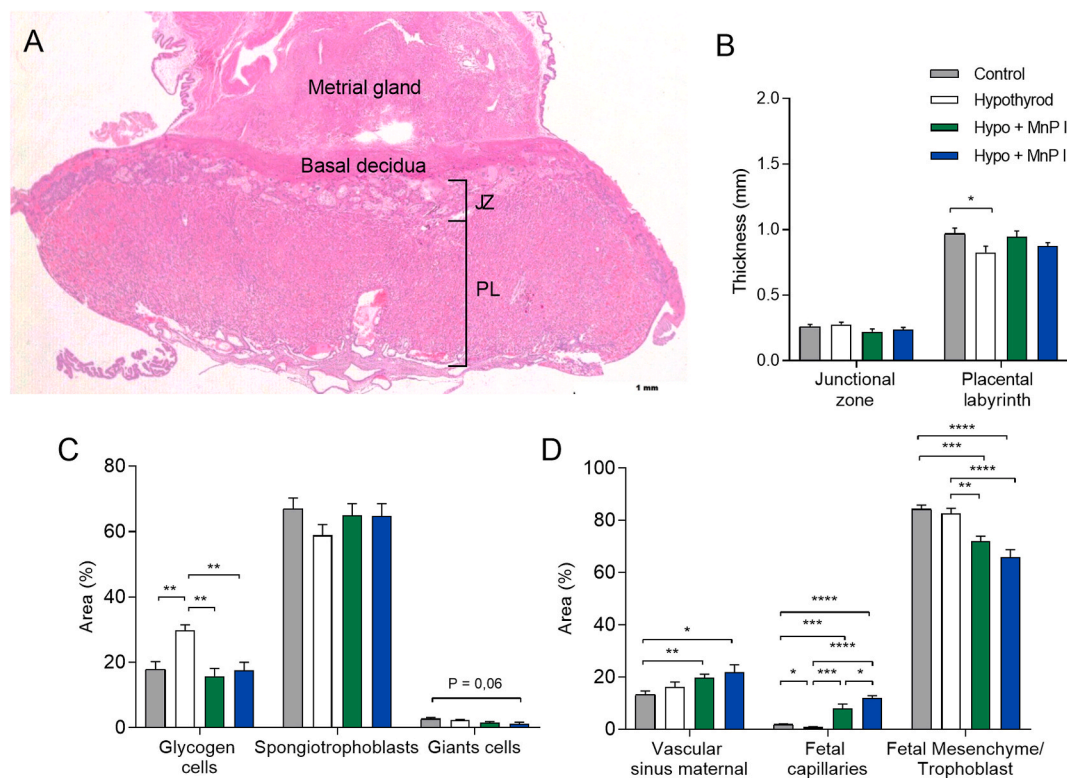 A
Metrial gland
Basal decidua
JZ
PL
1 mm
B
Control
Hypothyrod
Hypo + MnP I
Hypo + MnP I
2.0
1.5
1.0
0.5
0.0
Thickness (mm)
*
Junctional
zone
Placental
labyrinth
C
80
60
40
20
0
Area (%)
**
**
**
P = 0,06
Glycogen
cells
Spongiotrophoblasts
Giants cells
D
100
80
60
40
20
0
Area (%)
*
**
****
***
****
*
***
*
****
***
****
**
Vascular
sinus maternal
Fetal
capillaries
Fetal Mesenchyme/
Trophoblast